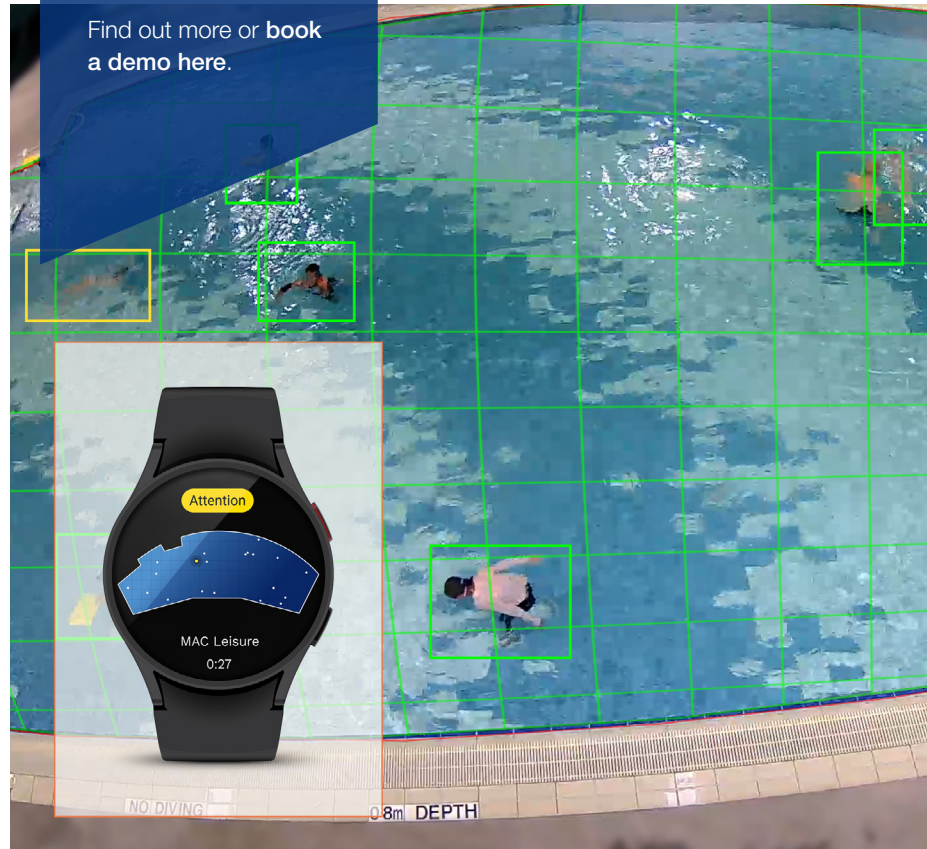 Find out more or book
a demo here.
Attention
MAC Leisure
0:27
NO DIVING
0.8m DEPTH